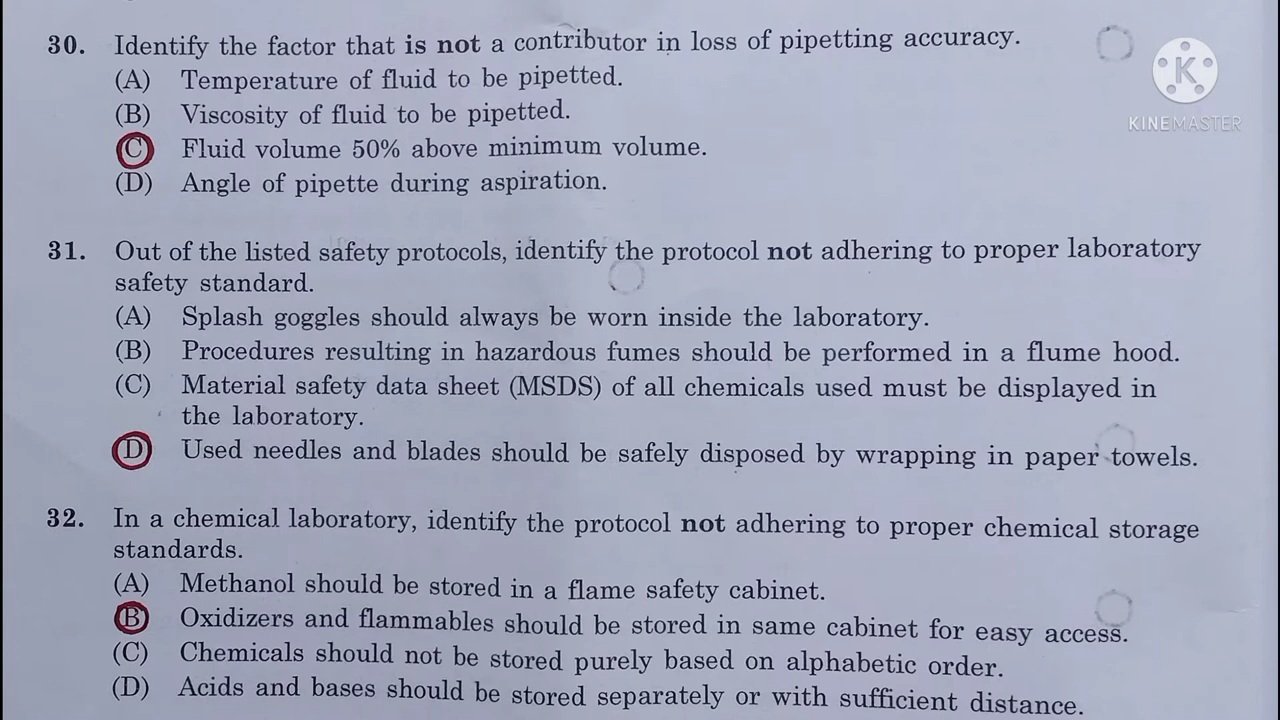 30. Identify the factor that is not a contributor in loss of pipetting accuracy.
(A) Temperature of fluid to be pipetted.
(B) Viscosity of fluid to be pipetted.
(C) Fluid volume 50% above minimum volume.
(D) Angle of pipette during aspiration.
K
KINEMASTER
31. Out of the listed safety protocols, identify the protocol not adhering to proper laboratory
safety standard.
(A) Splash goggles should always be worn inside the laboratory.
(B) Procedures resulting in hazardous fumes should be performed in a flume hood.
(C) Material safety data sheet (MSDS) of all chemicals used must be displayed in
the laboratory.
(D) Used needles and blades should be safely disposed by wrapping in paper towels.
32. In a chemical laboratory, identify the protocol not adhering to proper chemical storage
standards.
(A) Methanol should be stored in a flame safety cabinet.
(B) Oxidizers and flammables should be stored in same cabinet for easy access.
(C) Chemicals should not be stored purely based on alphabetic order.
(D) Acids and bases should be stored separately or with sufficient distance.